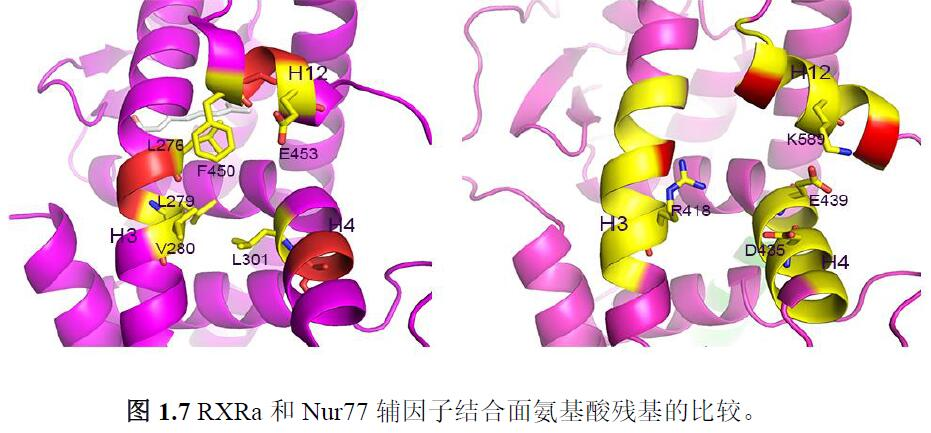 H12
L276
E453
F450
L279
H3
H4
V280
L301
H12
K589
E439
R418
H3
D435
H4
图 1.7 RXRa 和 Nur77 辅因子结合面氨基酸残基的比较。